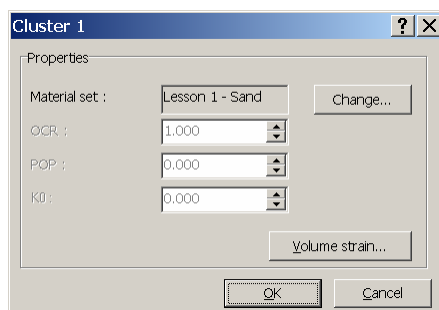 Cluster 1
Properties
Material set : Lesson 1 - Sand Change...
OCR : 1.000
POP : 0.000
K0 : 0.000
Volume strain...
OK Cancel